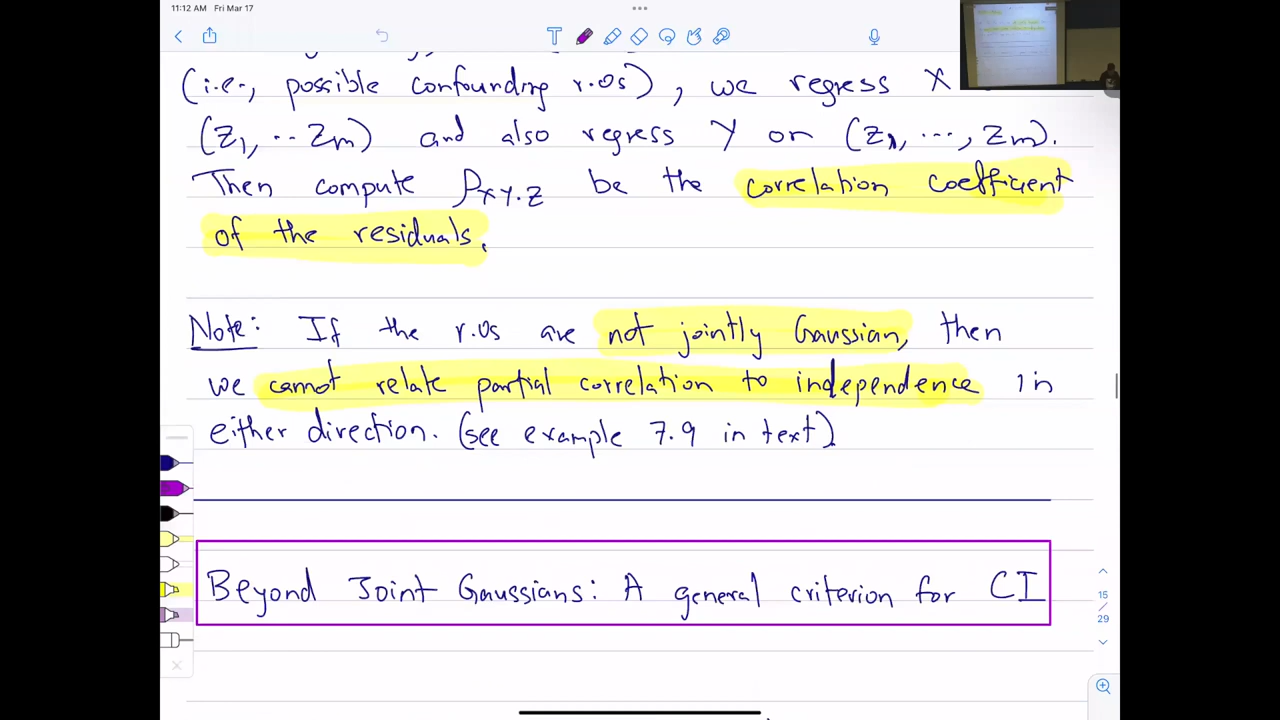 11:12 AM Fri Mar 17
(i.e., possible confounding r.vs), we regress X
(Z1, .. Zm) and also regress Y on (Z1, ..., Zm).
Then compute ρXY.Z be the correlation coefficient
of the residuals.
Note: If the r.vs are not jointly Gaussian, then
we cannot relate partial correlation to independence in
either direction. (see example 7.9 in text)
Beyond Joint Gaussians: A general criterion for CI
15
29